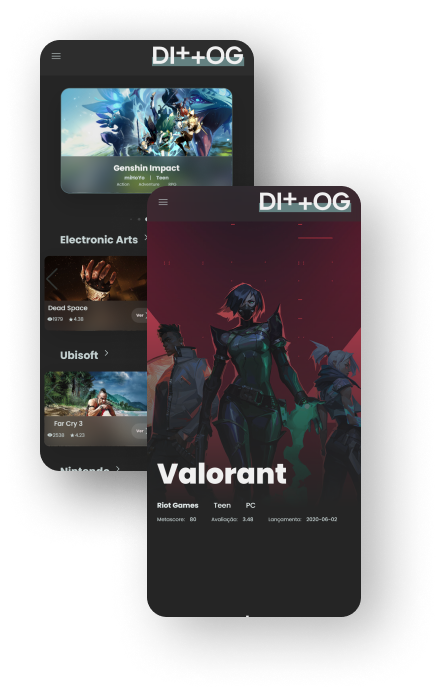 DI++OG
Genshin Impact
miHoYo | Teen
Action Adventure RPG
Electronic Arts
Dead Space
1979 4.38
Ver
Ubisoft
Far Cry 3
3538 4.23
Ver
Nintendo
DI++OG
Valorant
Riot Games Teen PC
Metascore: 80 Avaliação: 3.48 Lançamento: 2020-06-02